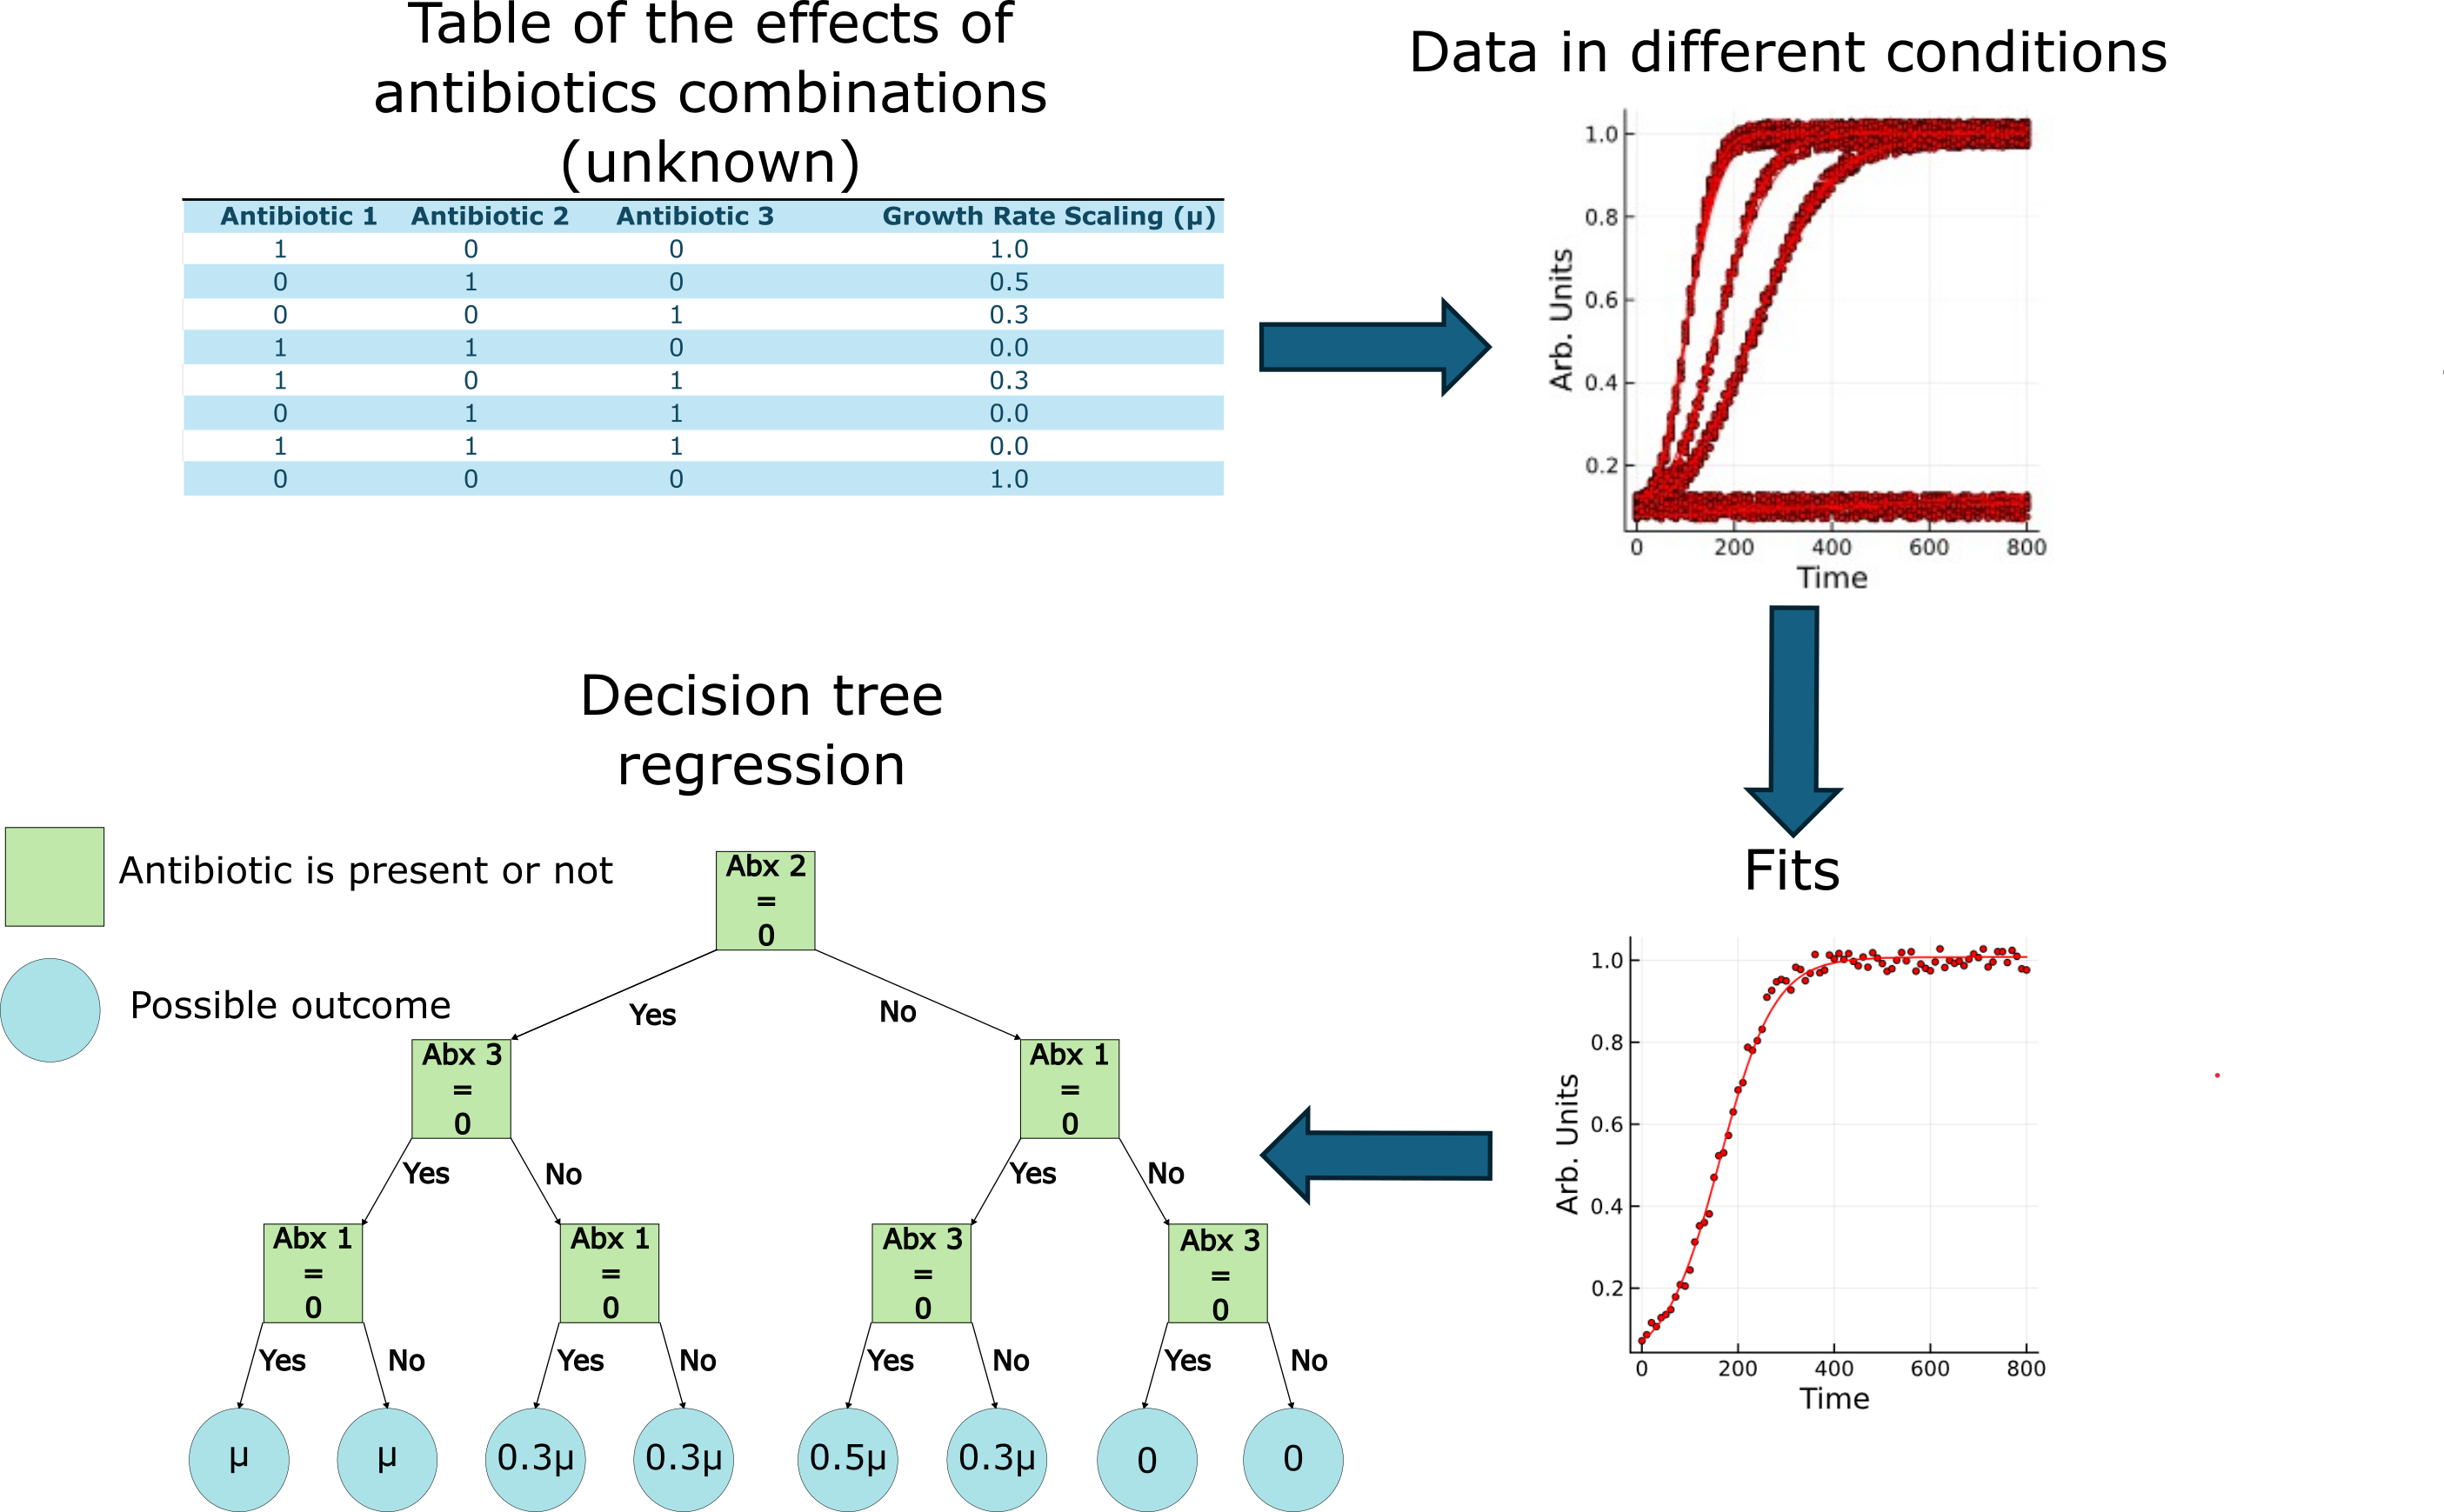 Table of the effects of
antibiotics combinations
(unknown)
Antibiotic 1 Antibiotic 2 Antibiotic 3 Growth Rate Scaling (μ)
1 0 0 1.0
0 1 0 0.5
0 0 1 0.3
1 1 0 0.0
1 0 1 0.3
0 1 1 0.0
1 1 1 0.0
0 0 0 1.0
Data in different conditions
Arb. Units
1.0
0.8
0.6
0.4
0.2
0 200 400 600 800
Time
Fits
Arb. Units
1.0
0.8
0.6
0.4
0.2
0 200 400 600 800
Time
Decision tree
regression
Antibiotic is present or not
Possible outcome
Abx 2
=
0
Yes No
Abx 3
=
0
Abx 1
=
0
Yes No Yes No
Abx 1
=
0
Abx 1
=
0
Abx 3
=
0
Abx 3
=
0
Yes No Yes No Yes No Yes No
μ μ 0.3μ 0.3μ 0.5μ 0.3μ 0 0